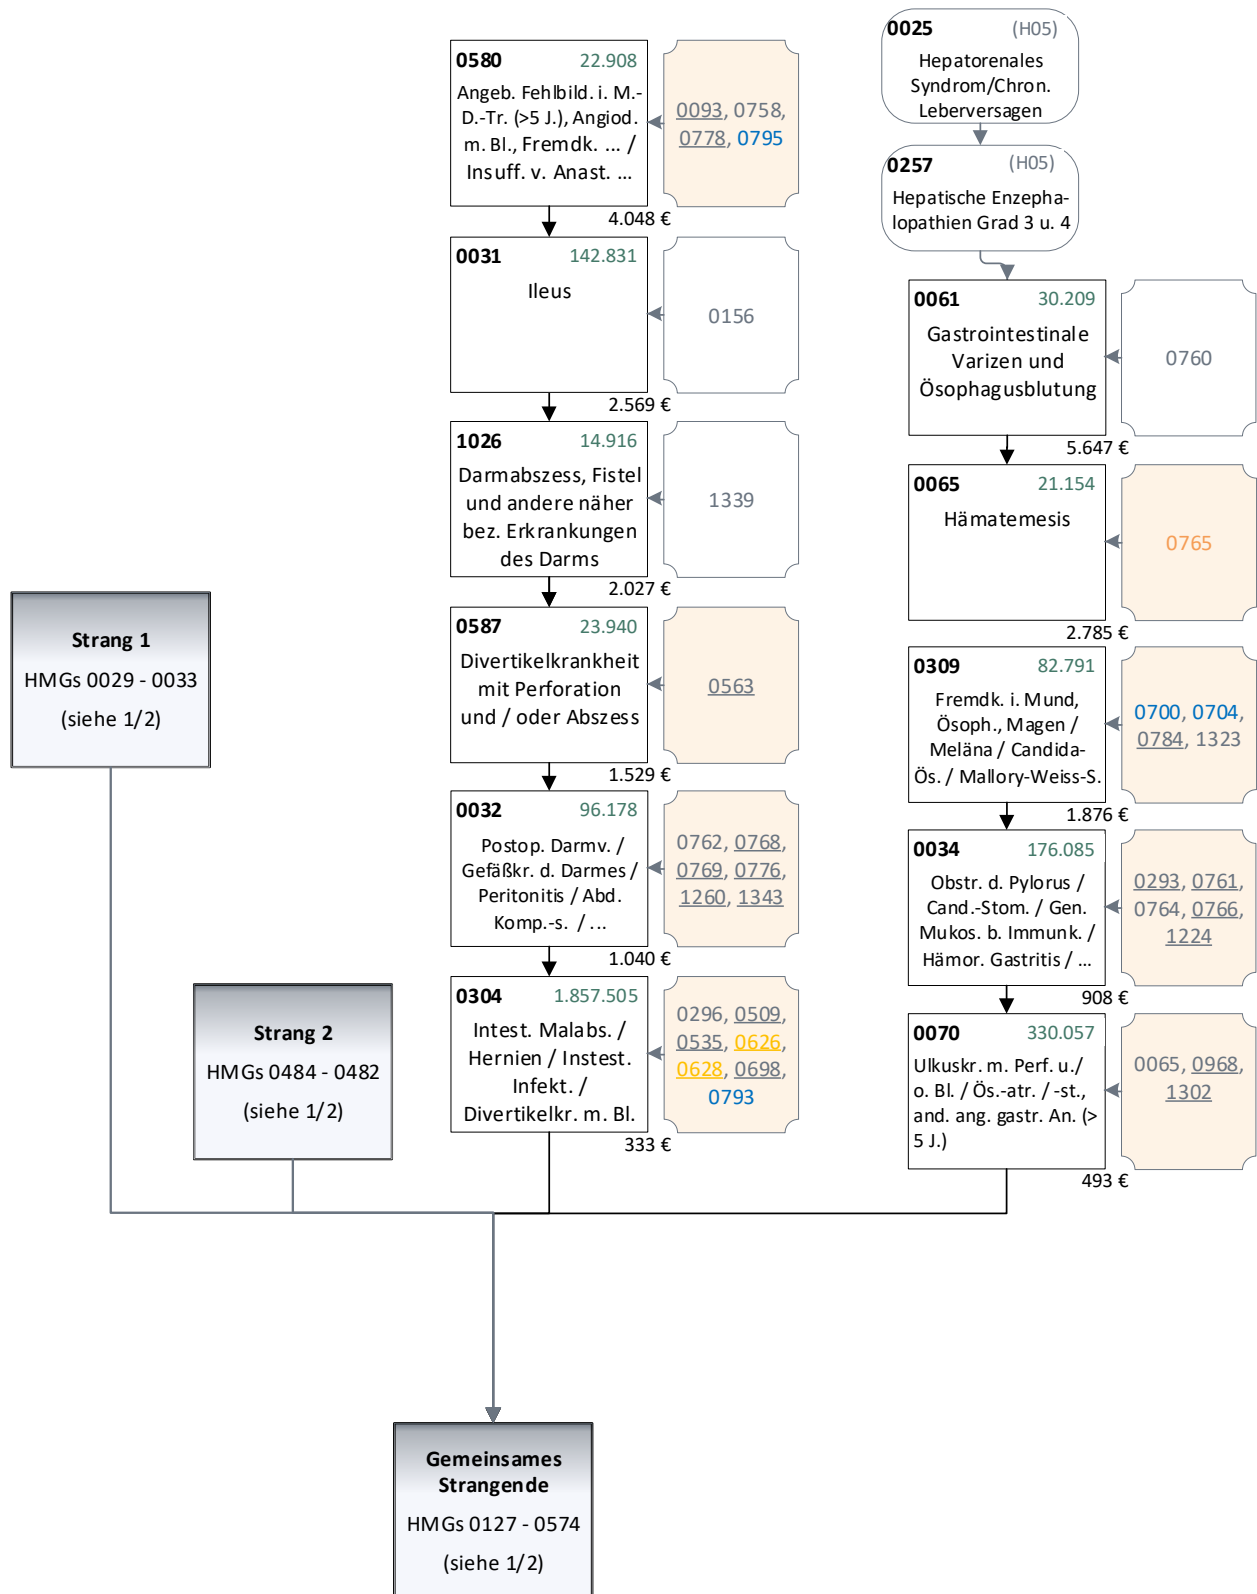 0580 22.908
Angeb. Fehlbild. i. M.-
D.-Tr. (>5 J.), Angiod.
m. Bl., Fremdk. ... /
Insuff. v. Anast. ...
0093, 0758,
0778, 0795
4.048 €
0031 142.831
Ileus
0156
2.569 €
1026 14.916
Darmabszess, Fistel
und andere näher
bez. Erkrankungen
des Darms
1339
2.027 €
0587 23.940
Divertikelkrankheit
mit Perforation
und / oder Abszess
0563
1.529 €
0032 96.178
Postop. Darmv. /
Gefäßkr. d. Darmes /
Peritonitis / Abd.
Komp.-s. / ...
0762, 0768,
0769, 0776,
1260, 1343
1.040 €
0304 1.857.505
Intest. Malabs. /
Hernien / Instest.
Infekt. /
Divertikelkr. m. Bl.
0296, 0509,
0535, 0626,
0628, 0698,
0793
333 €
0025 (H05)
Hepatorenales
Syndrom/Chron.
Leberversagen
0257 (H05)
Hepatische Enzepha-
lopathien Grad 3 u. 4
0061 30.209
Gastrointestinale
Varizen und
Ösophagusblutung
0760
5.647 €
0065 21.154
Hämatemesis
0765
2.785 €
0309 82.791
Fremdk. i. Mund,
Ösoph., Magen /
Meläna / Candida-
Ös. / Mallory-Weiss-S.
0700, 0704,
0784, 1323
1.876 €
0034 176.085
Obstr. d. Pylorus /
Cand.-Stom. / Gen.
Mukos. b. Immunk. /
Hämor. Gastritis / ...
0293, 0761,
0764, 0766,
1224
908 €
0070 330.057
Ulkuskr. m. Perf. u./
o. Bl. / Ös.-atr. / -st.,
and. ang. gastr. An. (>
5 J.)
0065, 0968,
1302
493 €
Strang 1
HMGs 0029 - 0033
(siehe 1/2)
Strang 2
HMGs 0484 - 0482
(siehe 1/2)
Gemeinsames
Strangende
HMGs 0127 - 0574
(siehe 1/2)